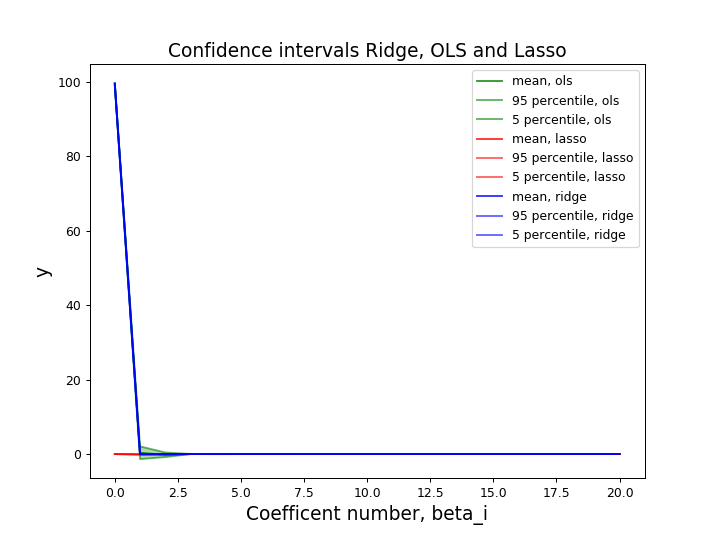 Confidence intervals Ridge, OLS and Lasso
mean, ols
95 percentile, ols
5 percentile, ols
mean, lasso
95 percentile, lasso
5 percentile, lasso
mean, ridge
95 percentile, ridge
5 percentile, ridge
100
80
60
40
20
0
y
0.0 2.5 5.0 7.5 10.0 12.5 15.0 17.5 20.0
Coefficent number, beta_i